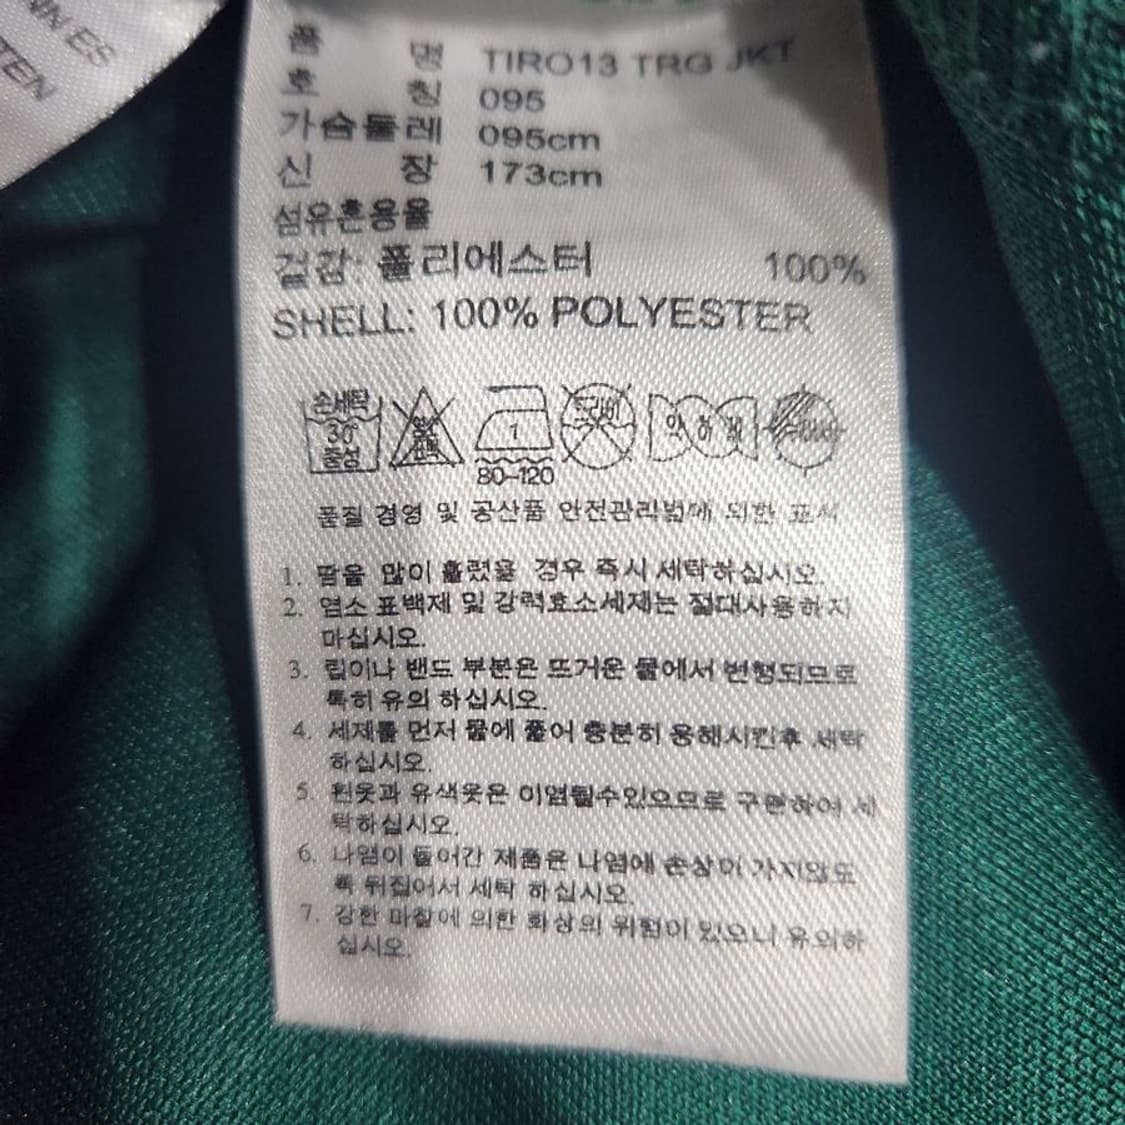 NN ES
TEN
품 명 TIRO13 TRG JKT
호 칭 095
가슴둘레 095cm
신 장 173cm
섬유혼용율
겉감: 폴리에스터 100%
SHELL: 100% POLYESTER
손세탁 30° 중성
염소 표백
1
80~120
드라이
약하게
품질 경영 및 공산품 안전관리법에 의한 표시
1. 땀을 많이 흘렸을 경우 즉시 세탁하십시오.
2. 염소 표백제 및 강력효소세제는 절대사용하지
마십시오.
3. 립이나 밴드 부분은 뜨거운 물에서 변형되므로
특히 유의 하십시오.
4. 세제를 먼저 물에 풀어 충분히 용해시킨후 세탁
하십시오.
5. 흰옷과 유색옷은 이염될수있으므로 구분하여 세
탁하십시오.
6. 나염이 들어간 제품은 나염에 손상이 가지않도
록 뒤집어서 세탁 하십시오.
7. 강한 마찰에 의한 화상의 위험이 있으니 유의하
십시오.